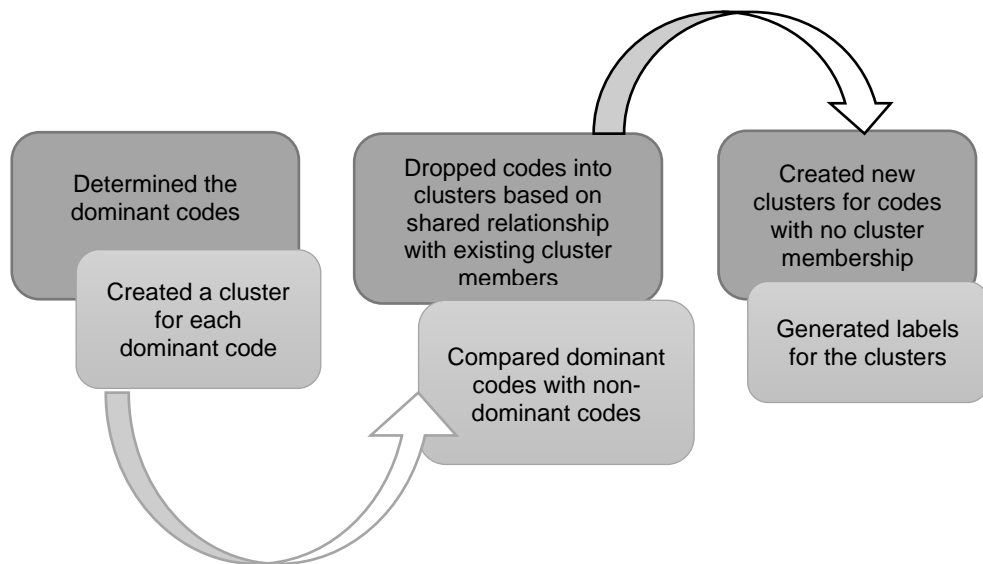 Determined the
dominant codes
Created a cluster
for each
dominant code
Dropped codes into
clusters based on
shared relationship
with existing cluster
members
Compared dominant
codes with non-
dominant codes
Created new
clusters for codes
with no cluster
membership
Generated labels
for the clusters